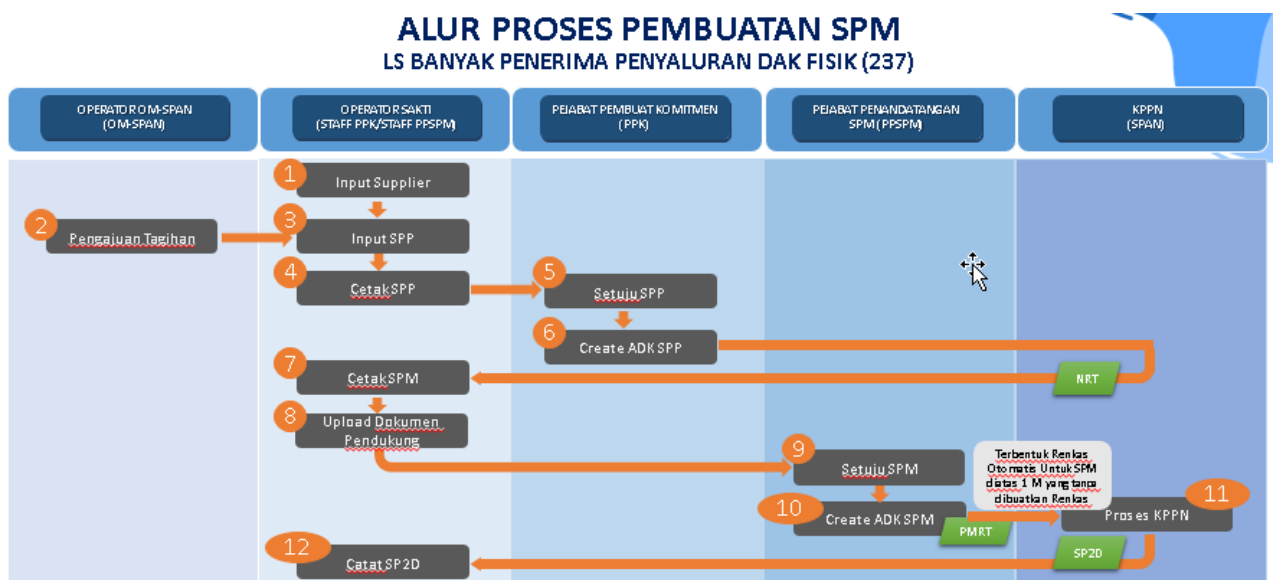 ALUR PROSES PEMBUATAN SPM
LS BANYAK PENERIMA PENYALURAN DAK FISIK (237)
OPERATOR OM-SPAN
(OM-SPAN)
OPERATOR SAKTI
(STAFF PPK/STAFF PPSPM)
PEJABAT PEMBUAT KOMITMEN
(PPK)
PEJABAT PENANDATANGAN
SPM (PPSPM)
KPPN
(SPAN)
1
Input Supplier
2
Pengajuan Tagihan
3
Input SPP
4
Cetak SPP
5
Setuju SPP
6
Create ADK SPP
7
Cetak SPM
NRT
8
Upload Dokumen
Pendukung
9
Setuju SPM
Terbentuk Renkas
Otomatis Untuk SPM
diatas 1 M yang tanpa
dibuatkan Renkas
10
Create ADK SPM
PMRT
11
Proses KPPN
SP2D
12
Catat SP2D